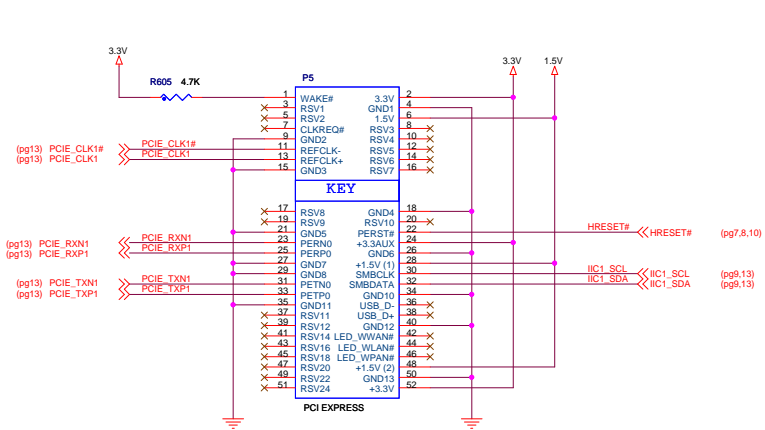 3.3V
3.3V 1.5V
R605 4.7K P5
1 WAKE# 3.3V 2
3 RSV1 GND1 4
5 RSV2 1.5V 6
7 CLKREQ# RSV3 8
9 GND2 RSV4 10
(pg13) PCIE_CLK1# PCIE_CLK1# 11 REFCLK- RSV5 12
(pg13) PCIE_CLK1 PCIE_CLK1 13 REFCLK+ RSV6 14
15 GND3 RSV7 16
KEY
17 RSV8 GND4 18
19 RSV9 RSV10 20
21 GND5 PERST# 22 HRESET# HRESET# (pg7,8,10)
(pg13) PCIE_RXN1 PCIE_RXN1 23 PERN0 +3.3AUX 24
(pg13) PCIE_RXP1 PCIE_RXP1 25 PERP0 GND6 26
27 GND7 +1.5V (1) 28
29 GND8 SMBCLK 30 IIC1_SCL IIC1_SCL (pg9,13)
(pg13) PCIE_TXN1 PCIE_TXN1 31 PETN0 SMBDATA 32 IIC1_SDA IIC1_SDA (pg9,13)
(pg13) PCIE_TXP1 PCIE_TXP1 33 PETP0 GND10 34
35 GND11 USB_D- 36
37 RSV11 USB_D+ 38
39 RSV12 GND12 40
41 RSV14 LED_WWAN# 42
43 RSV16 LED_WLAN# 44
45 RSV18 LED_WPAN# 46
47 RSV20 +1.5V (2) 48
49 RSV22 GND13 50
51 RSV24 +3.3V 52
PCI EXPRESS